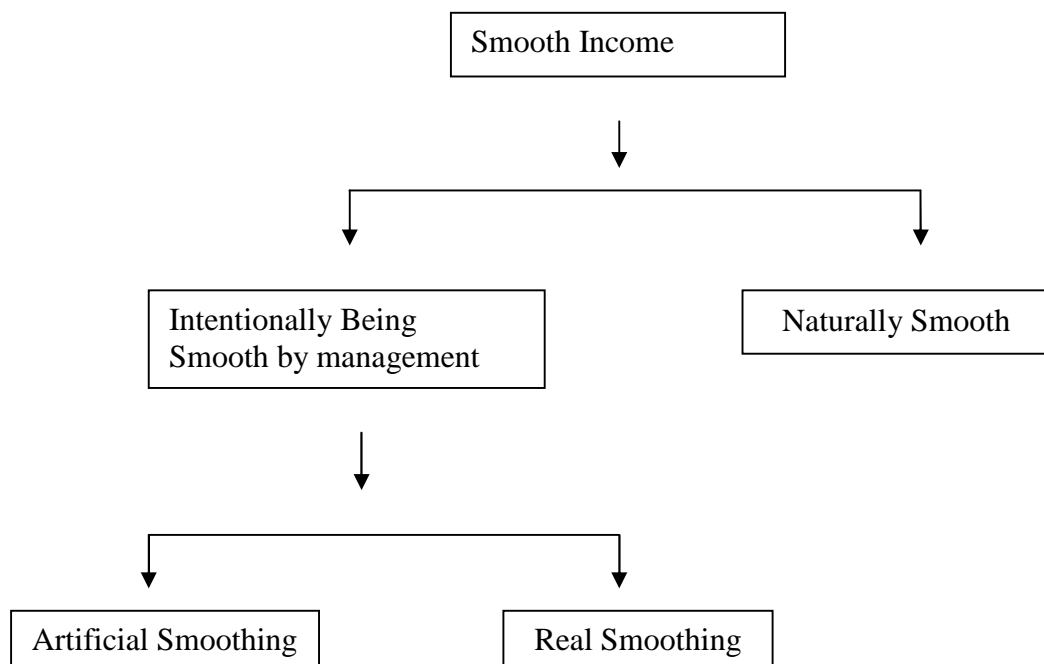 Smooth Income
Intentionally Being
Smooth by management
Naturally Smooth
Artificial Smoothing
Real Smoothing